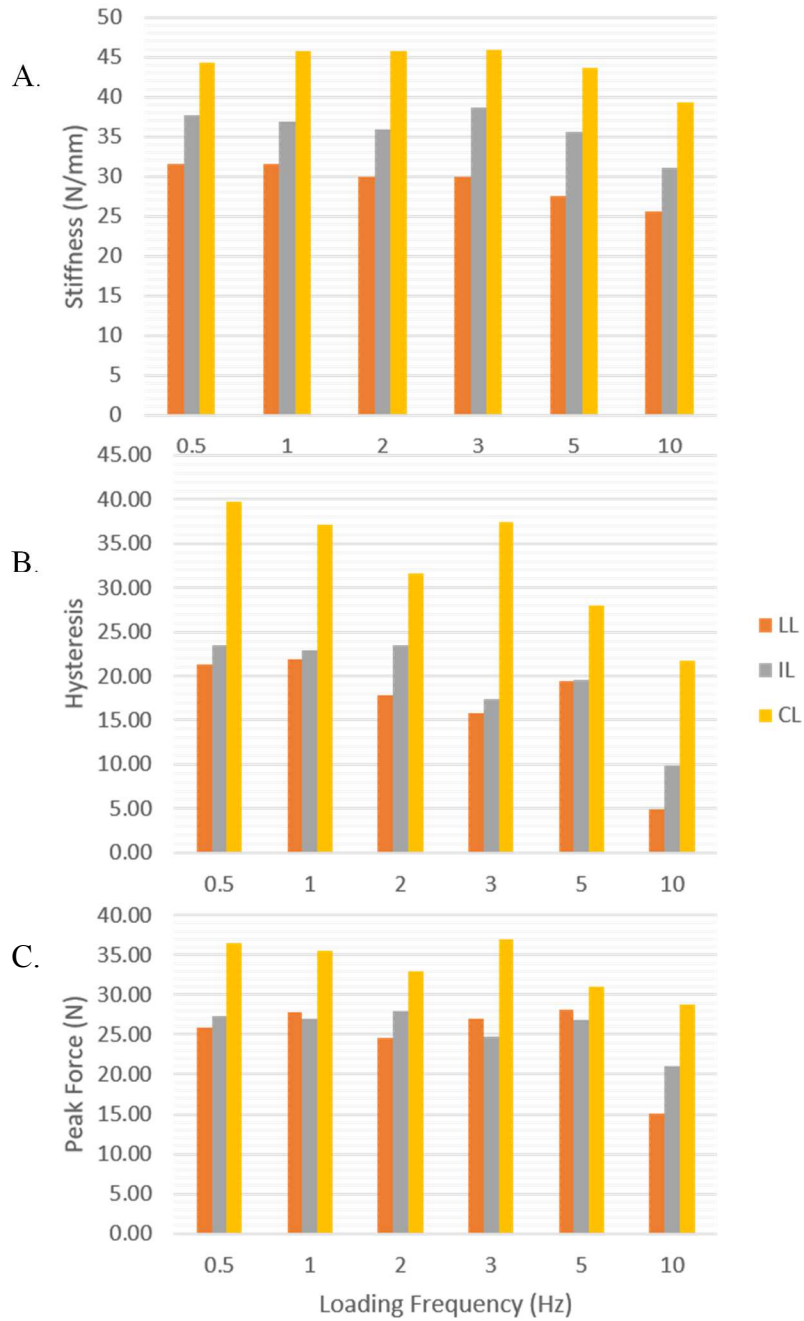 A.
Stiffness (N/mm)
50
45
40
35
30
25
20
15
10
5
0
0.5 1 2 3 5 10
B.
Hysteresis
45.00
40.00
35.00
30.00
25.00
20.00
15.00
10.00
5.00
0.00
0.5 1 2 3 5 10
LL
IL
CL
C.
Peak Force (N)
40.00
35.00
30.00
25.00
20.00
15.00
10.00
5.00
0.00
0.5 1 2 3 5 10
Loading Frequency (Hz)